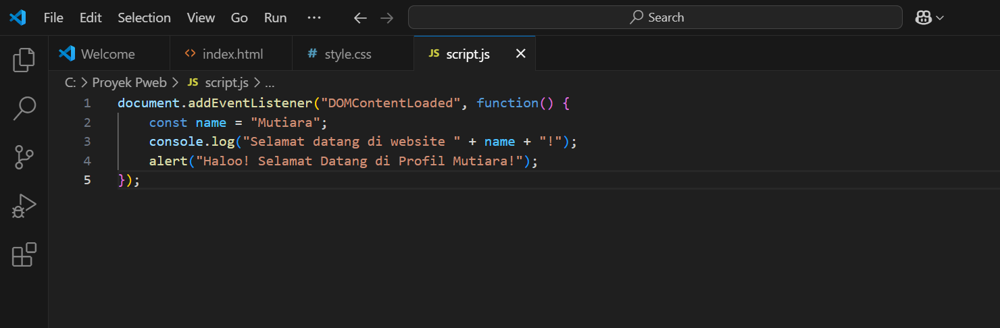 File Edit Selection View Go Run ... Search
Welcome index.html # style.css JS script.js
C: > Proyek Pweb > JS script.js > ...
1 document.addEventListener("DOMContentLoaded", function() {
2 const name = "Mutiara";
3 console.log("Selamat datang di website " + name + "!");
4 alert("Haloo! Selamat Datang di Profil Mutiara!");
5 });